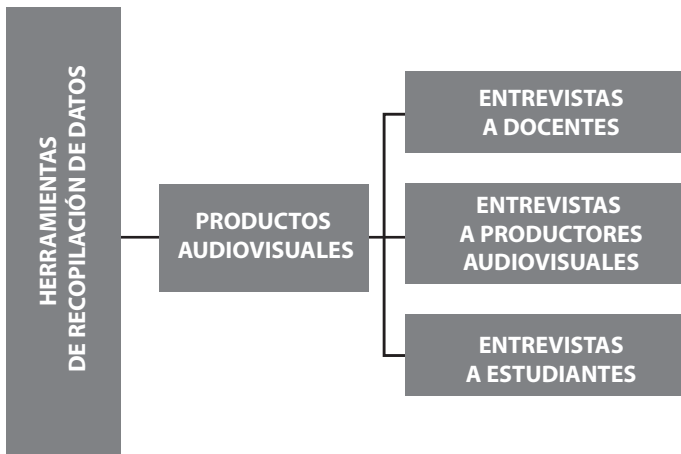 HERRAMIENTAS
DE RECOPILACIÓN DE DATOS
PRODUCTOS
AUDIOVISUALES
ENTREVISTAS
A DOCENTES
ENTREVISTAS
A PRODUCTORES
AUDIOVISUALES
ENTREVISTAS
A ESTUDIANTES